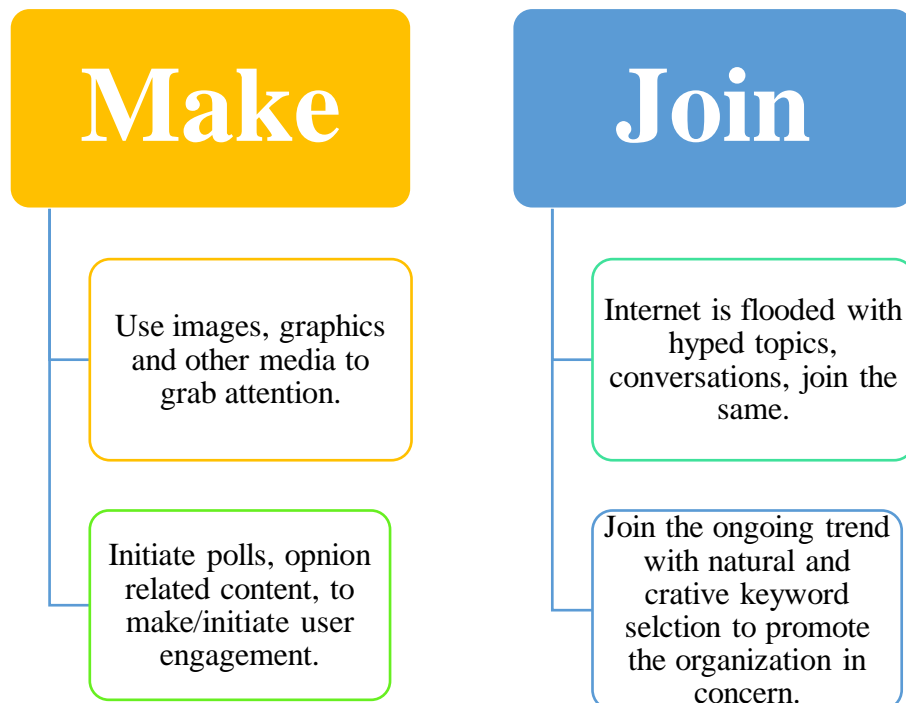 Make
Use images, graphics
and other media to
grab attention.
Initiate polls, opnion
related content, to
make/initiate user
engagement.
Join
Internet is flooded with
hyped topics,
conversations, join the
same.
Join the ongoing trend
with natural and
crative keyword
selction to promote
the organization in
concern.